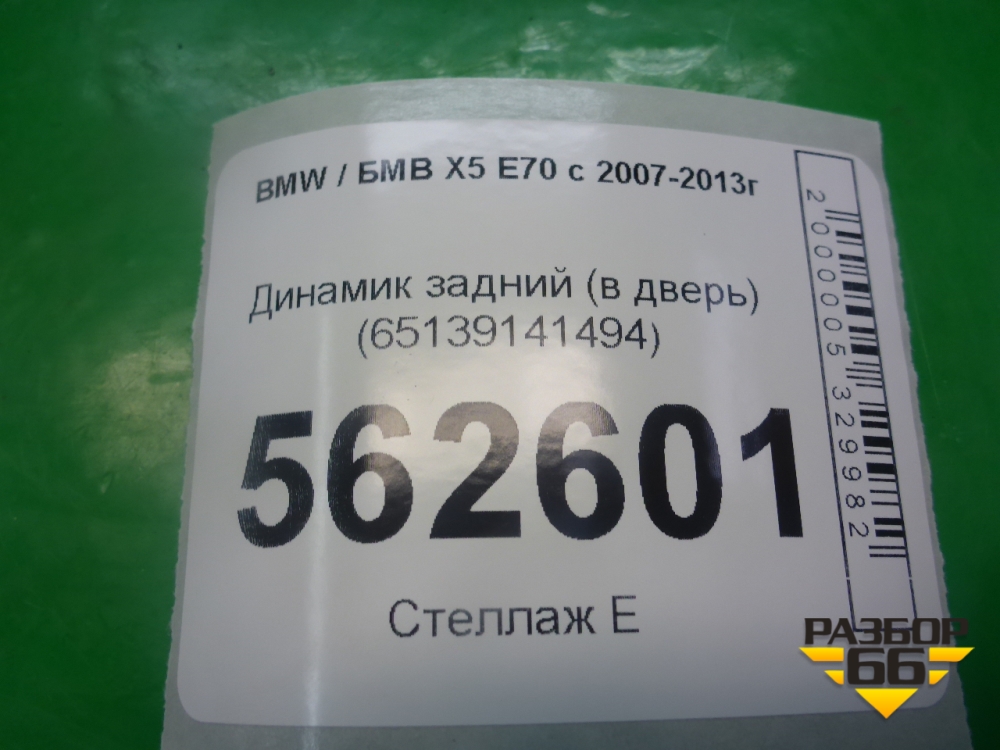 BMW / БМВ X5 E70 с 2007-2013г
Динамик задний (в дверь)
(65139141494)
562601
Стеллаж Е
2000005329982
РАЗБОР
66